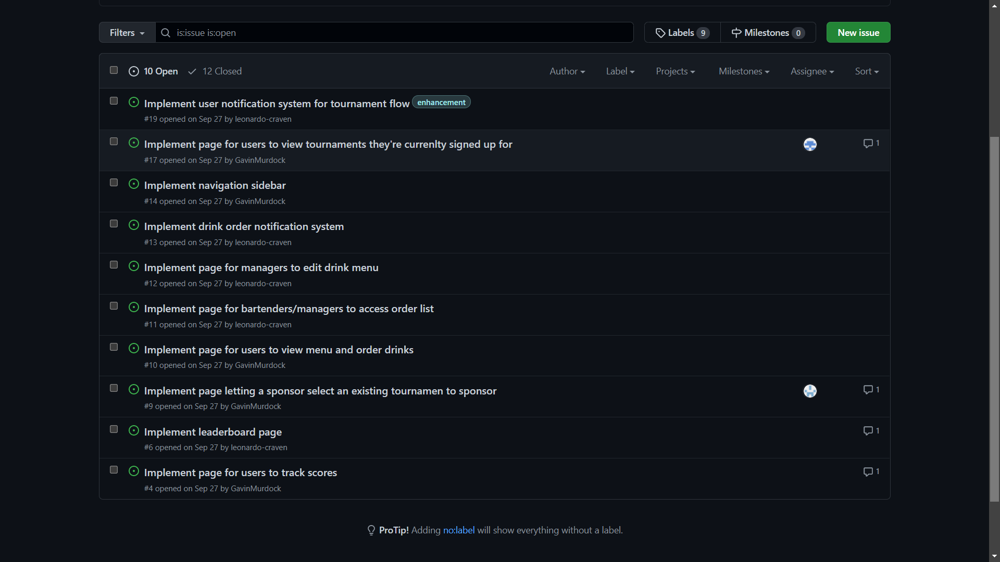 Filters is:issue is:open Labels 9 Milestones 0 New issue
10 Open 12 Closed Author Label Projects Milestones Assignee Sort
Implement user notification system for tournament flow enhancement
#19 opened on Sep 27 by leonardo-craven
Implement page for users to view tournaments they're currenlty signed up for 1
#17 opened on Sep 27 by GavinMurdock
Implement navigation sidebar
#14 opened on Sep 27 by GavinMurdock
Implement drink order notification system
#13 opened on Sep 27 by leonardo-craven
Implement page for managers to edit drink menu
#12 opened on Sep 27 by leonardo-craven
Implement page for bartenders/managers to access order list
#11 opened on Sep 27 by leonardo-craven
Implement page for users to view menu and order drinks
#10 opened on Sep 27 by GavinMurdock
Implement page letting a sponsor select an existing tournamen to sponsor 1
#9 opened on Sep 27 by GavinMurdock
Implement leaderboard page 1
#6 opened on Sep 27 by leonardo-craven
Implement page for users to track scores 1
#4 opened on Sep 27 by GavinMurdock
ProTip! Adding no:label will show everything without a label.